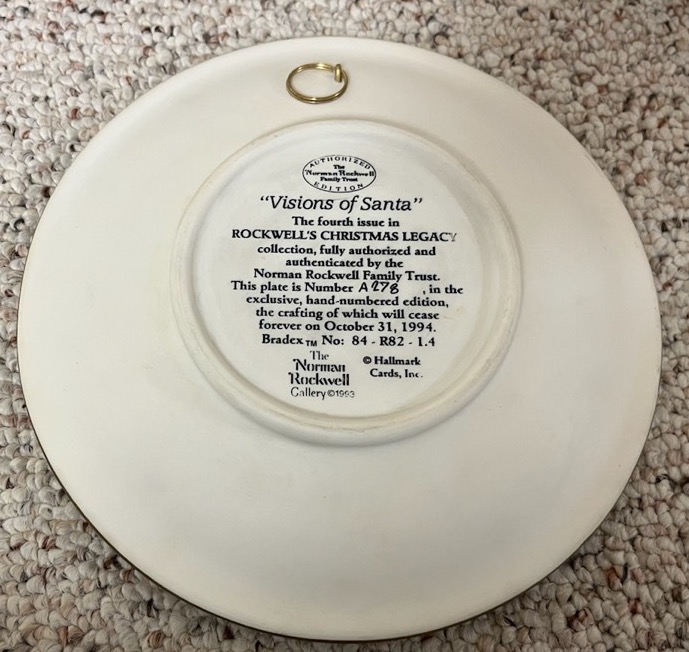 AUTHORIZED
The
Norman Rockwell
Family Trust
EDITION
"Visions of Santa"
The fourth issue in
ROCKWELL'S CHRISTMAS LEGACY
collection, fully authorized and
authenticated by the
Norman Rockwell Family Trust.
This plate is Number A278 , in the
exclusive, hand-numbered edition,
the crafting of which will cease
forever on October 31, 1994.
Bradex TM No: 84 - R82 - 1.4
The
Norman
Rockwell
Gallery ©1993
© Hallmark
Cards, Inc.